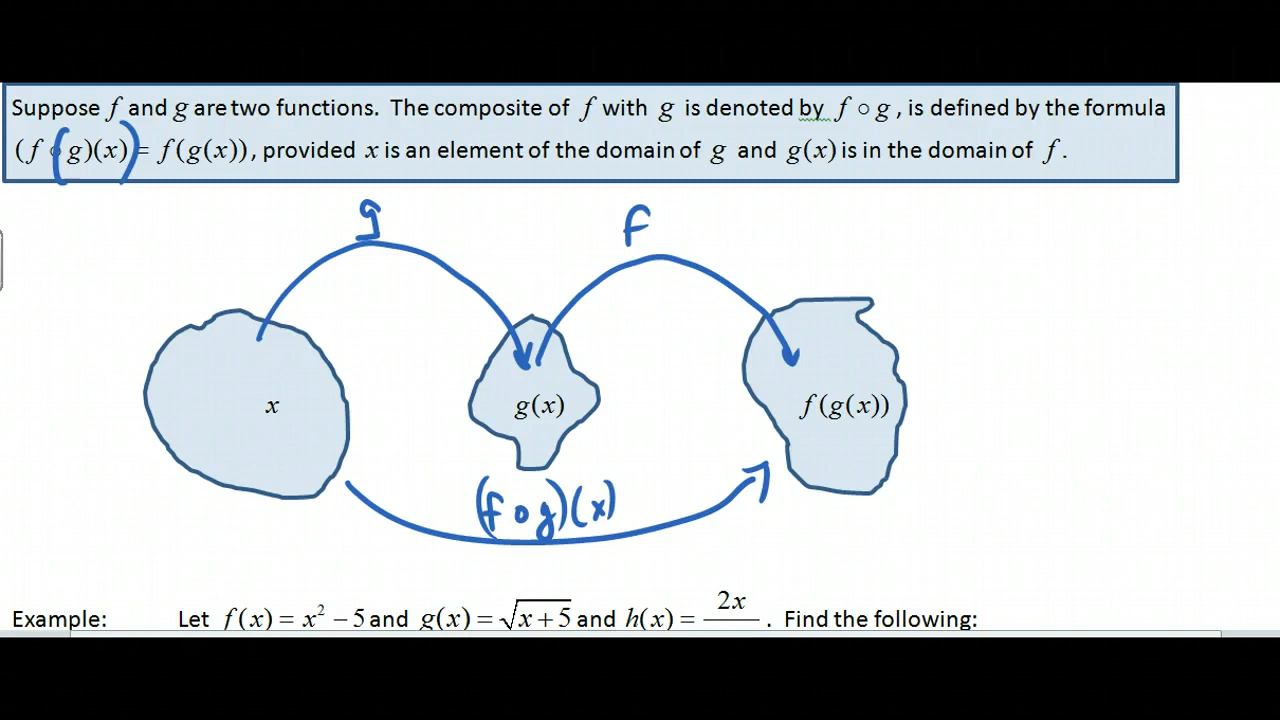 Suppose f and g are two functions. The composite of f with g is denoted by f ∘ g , is defined by the formula
(f ∘ g)(x) = f(g(x)), provided x is an element of the domain of g and g(x) is in the domain of f.
g
f
x
g(x)
f(g(x))
(f ∘ g)(x)
Example: Let f(x) = x² − 5 and g(x) = √(x+5) and h(x) = 2x . Find the following: